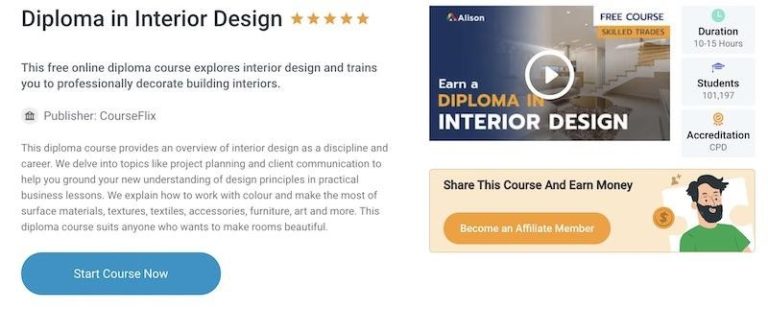 Diploma in Interior Design
This free online diploma course explores interior design and trains
you to professionally decorate building interiors.
Publisher: CourseFlix
This diploma course provides an overview of interior design as a discipline and
career. We delve into topics like project planning and client communication to
help you ground your new understanding of design principles in practical
business lessons. We explain how to work with colour and make the most of
surface materials, textures, textiles, accessories, furniture, art and more. This
diploma course suits anyone who wants to make rooms beautiful.
Start Course Now
Alison
FREE COURSE
SKILLED TRADES
Earn a
DIPLOMA IN
INTERIOR DESIGN
Duration
10-15 Hours
Students
101,197
Accreditation
CPD
Share This Course And Earn Money
Become an Affiliate Member
$